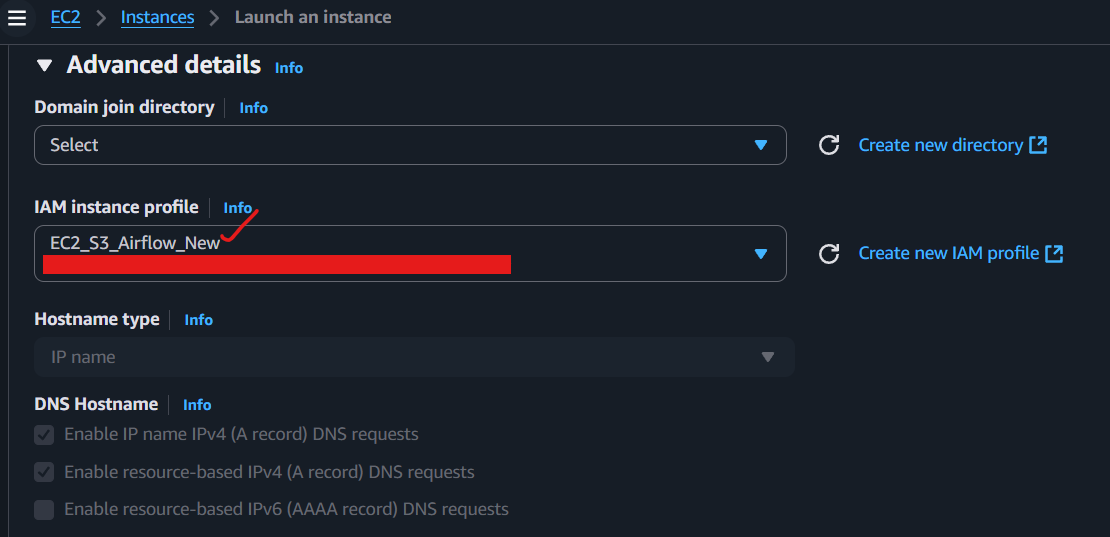 EC2 > Instances > Launch an instance
Advanced details Info
Domain join directory Info
Select Create new directory
IAM instance profile Info
EC2_S3_Airflow_New
Create new IAM profile
Hostname type Info
IP name
DNS Hostname Info
Enable IP name IPv4 (A record) DNS requests
Enable resource-based IPv4 (A record) DNS requests
Enable resource-based IPv6 (AAAA record) DNS requests